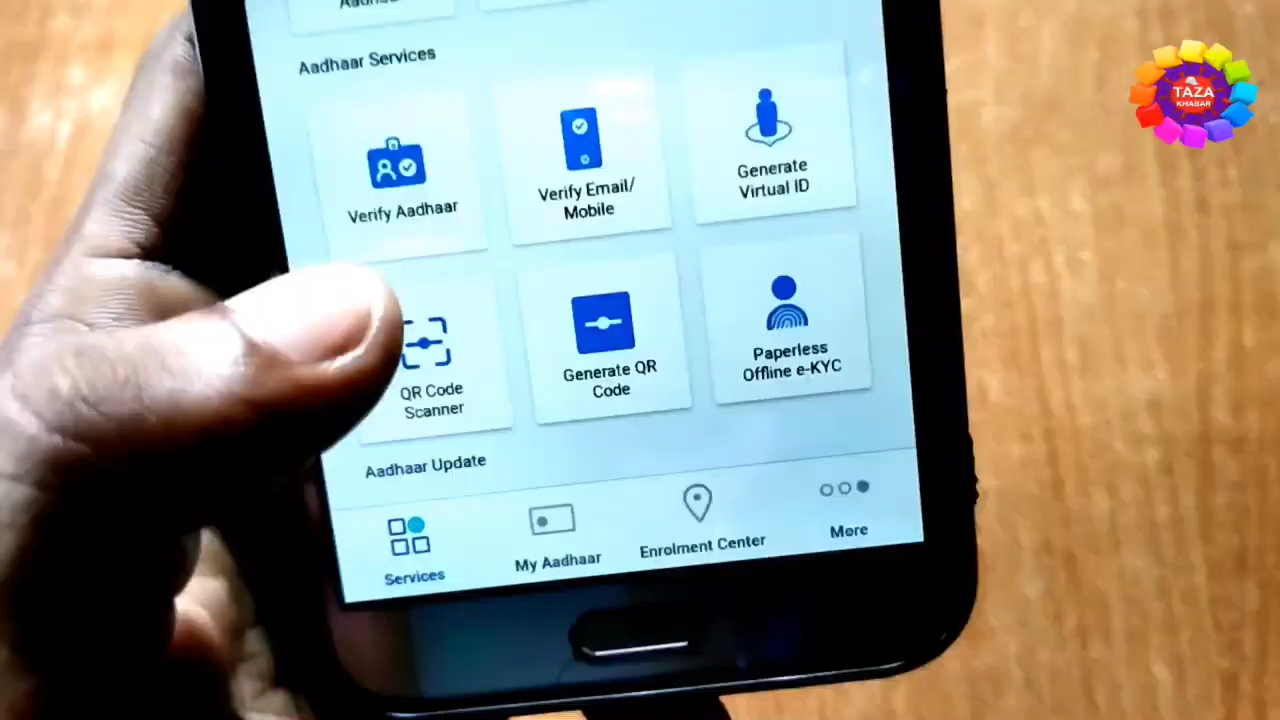 Aadhaar Services
Verify Aadhaar
Verify Email/
Mobile
Generate
Virtual ID
QR Code
Scanner
Generate QR
Code
Paperless
Offline e-KYC
Aadhaar Update
Services
My Aadhaar
Enrolment Center
More
TAZA
KHABAR